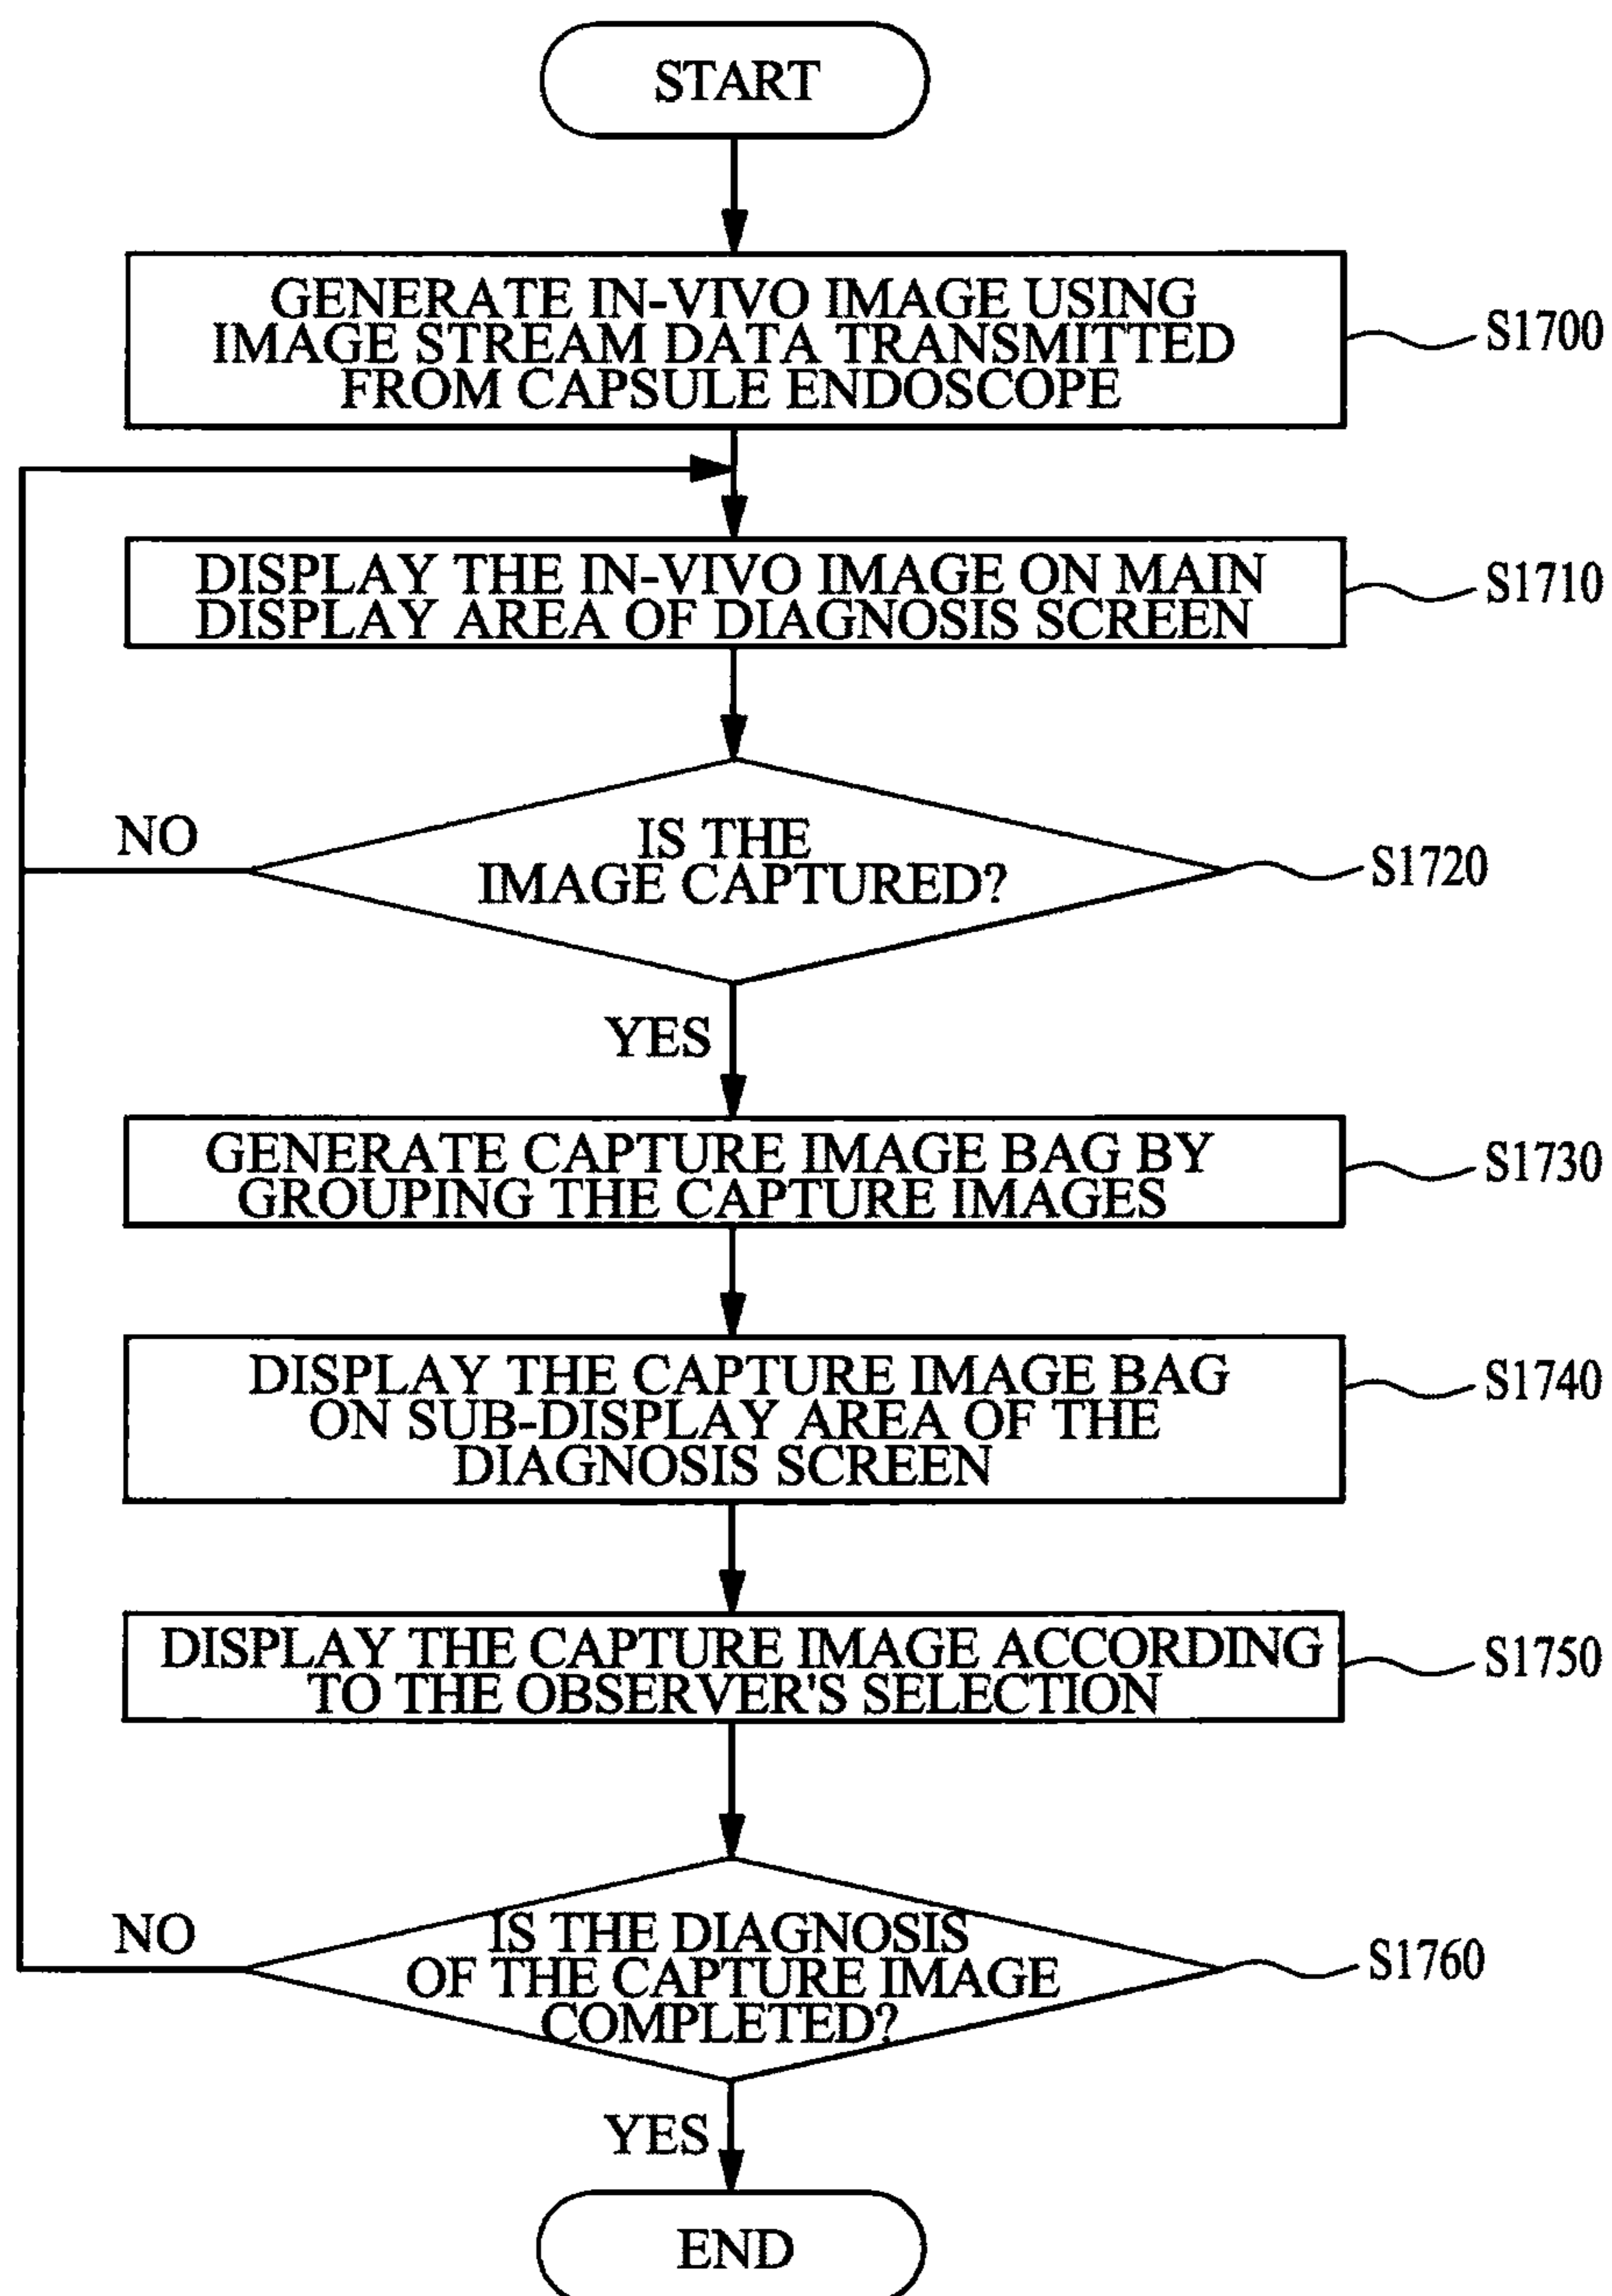 START
GENERATE IN-VIVO IMAGE USING
IMAGE STREAM DATA TRANSMITTED
FROM CAPSULE ENDOSCOPE
S1700
DISPLAY THE IN-VIVO IMAGE ON MAIN
DISPLAY AREA OF DIAGNOSIS SCREEN
S1710
IS THE
IMAGE CAPTURED?
S1720
NO
YES
GENERATE CAPTURE IMAGE BAG BY
GROUPING THE CAPTURE IMAGES
S1730
DISPLAY THE CAPTURE IMAGE BAG
ON SUB-DISPLAY AREA OF THE
DIAGNOSIS SCREEN
S1740
DISPLAY THE CAPTURE IMAGE ACCORDING
TO THE OBSERVER'S SELECTION
S1750
IS THE DIAGNOSIS
OF THE CAPTURE IMAGE
COMPLETED?
S1760
NO
YES
END